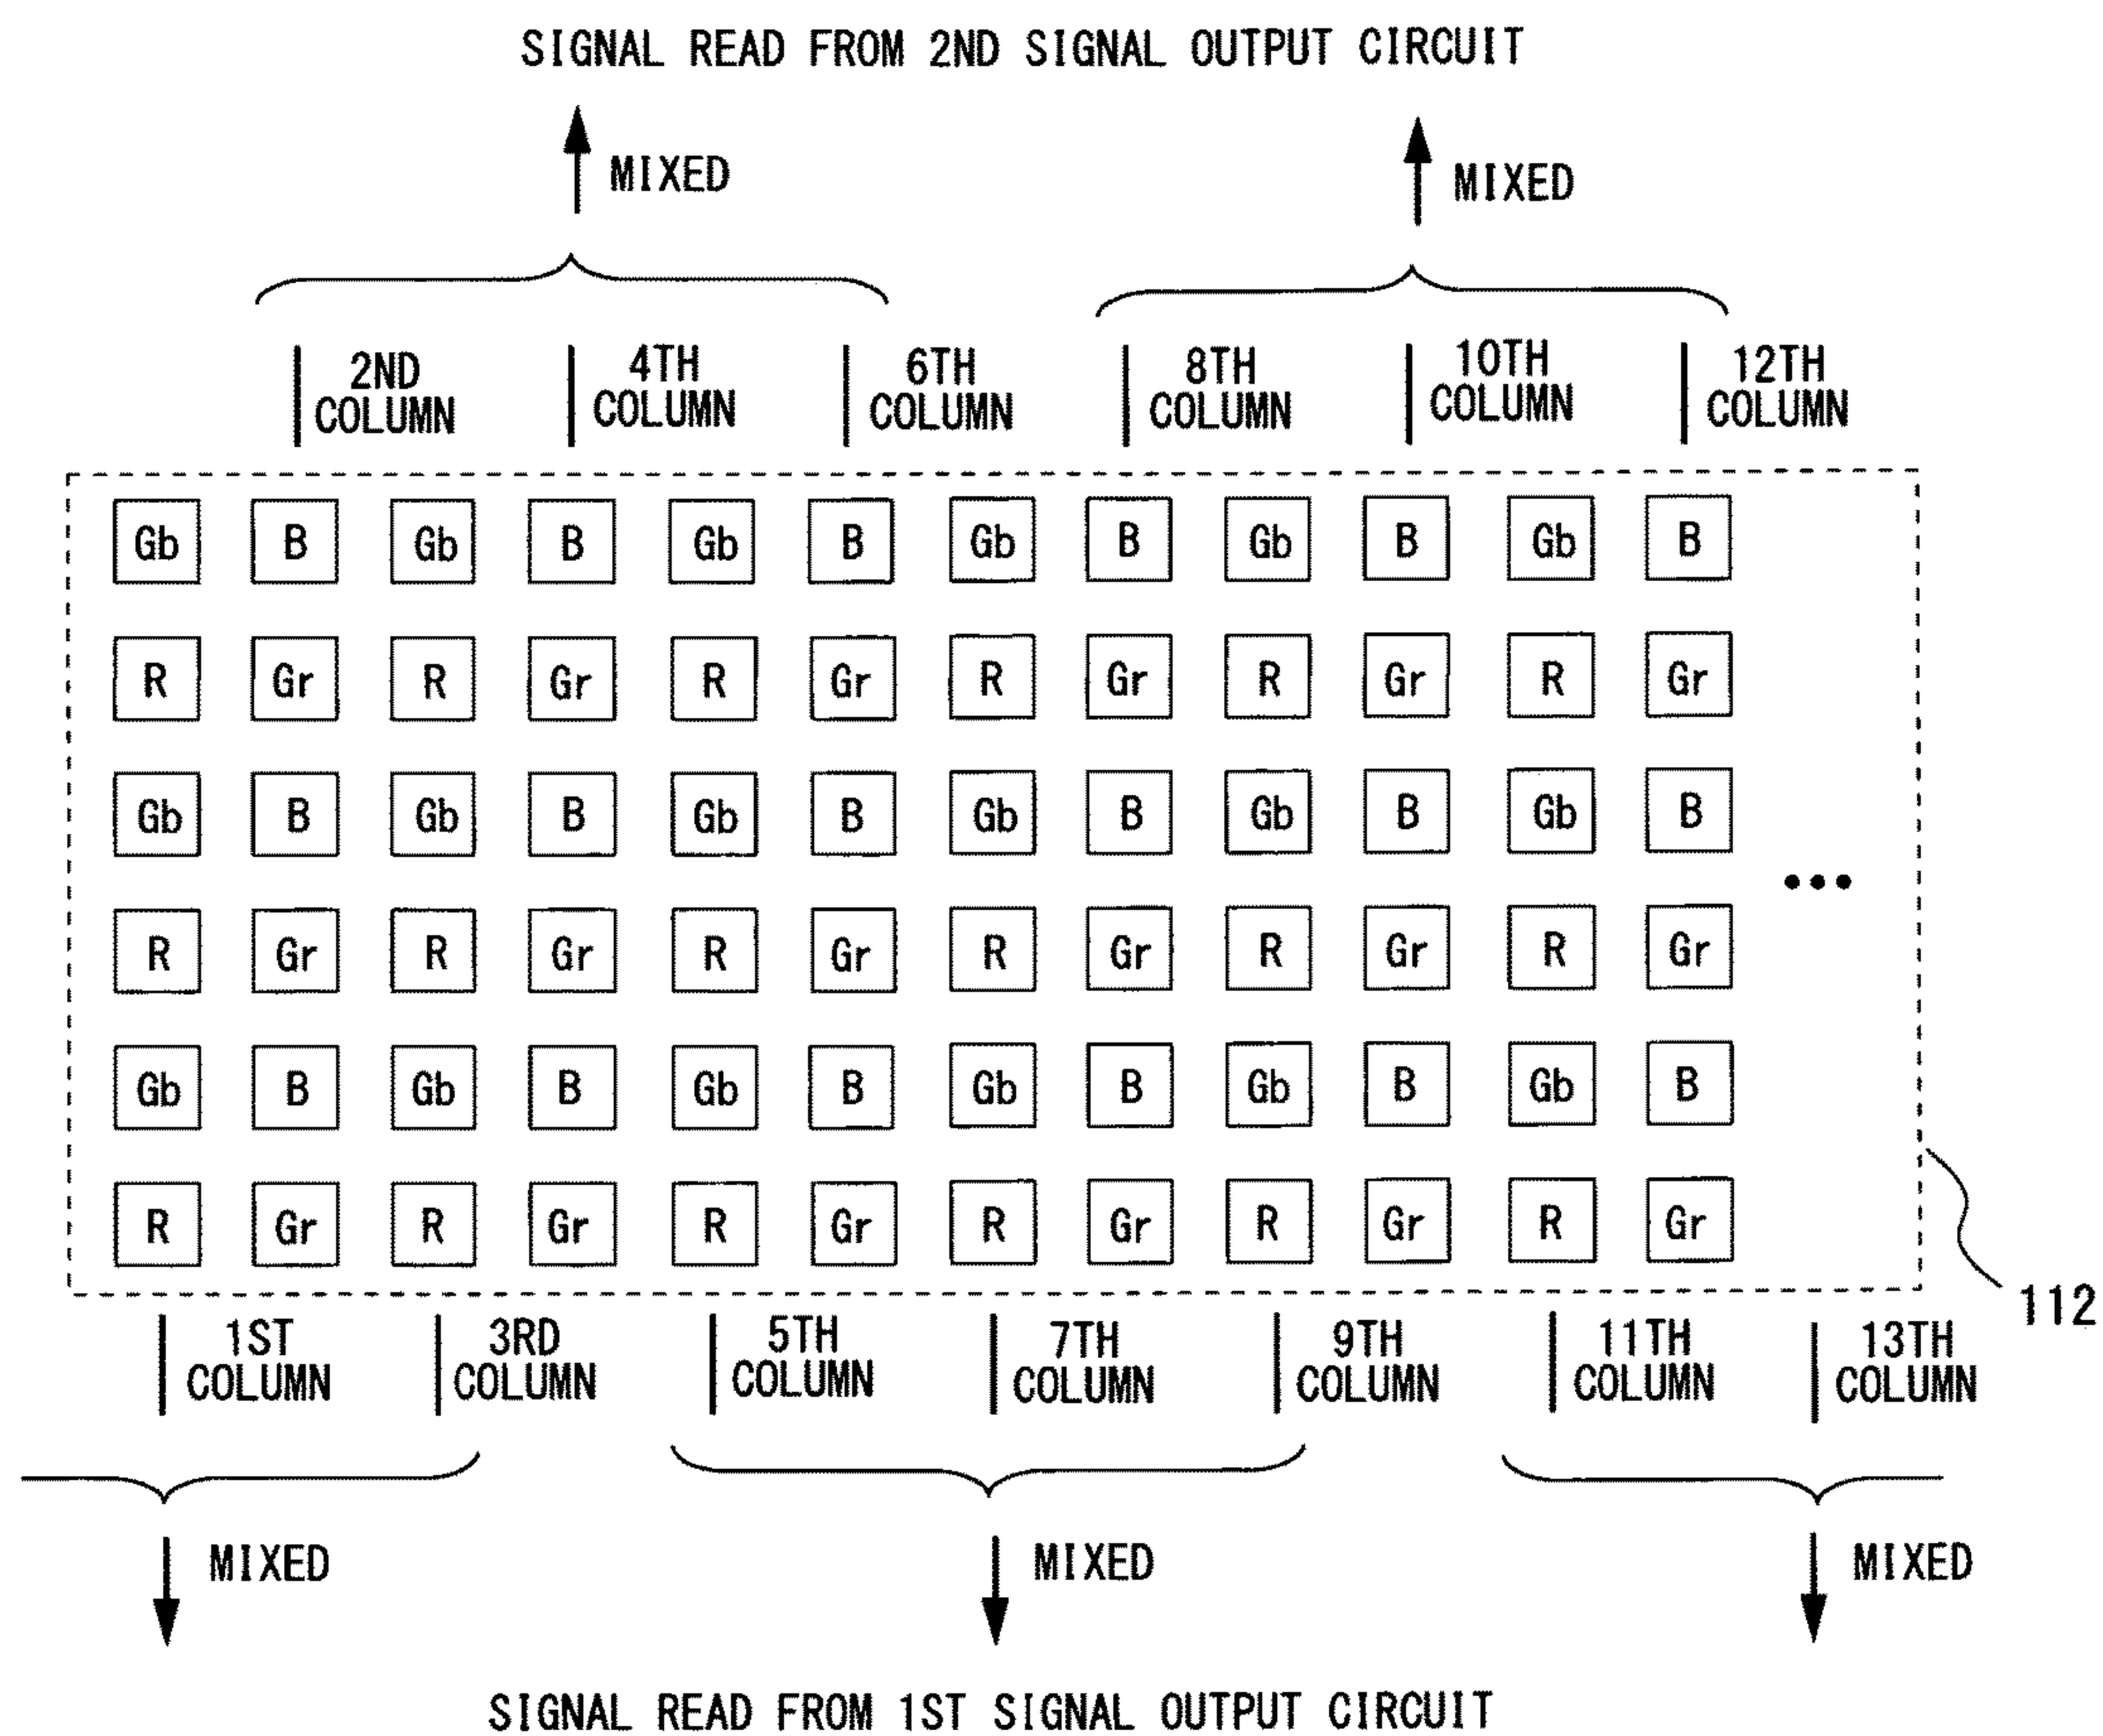 SIGNAL READ FROM 2ND SIGNAL OUTPUT CIRCUIT
MIXED MIXED
2ND COLUMN 4TH COLUMN 6TH COLUMN 8TH COLUMN 10TH COLUMN 12TH COLUMN
Gb B Gb B Gb B Gb B Gb B Gb B
R Gr R Gr R Gr R Gr R Gr R Gr
Gb B Gb B Gb B Gb B Gb B Gb B
•••
R Gr R Gr R Gr R Gr R Gr R Gr
Gb B Gb B Gb B Gb B Gb B Gb B
R Gr R Gr R Gr R Gr R Gr R Gr
112
1ST COLUMN 3RD COLUMN 5TH COLUMN 7TH COLUMN 9TH COLUMN 11TH COLUMN 13TH COLUMN
MIXED MIXED MIXED
SIGNAL READ FROM 1ST SIGNAL OUTPUT CIRCUIT